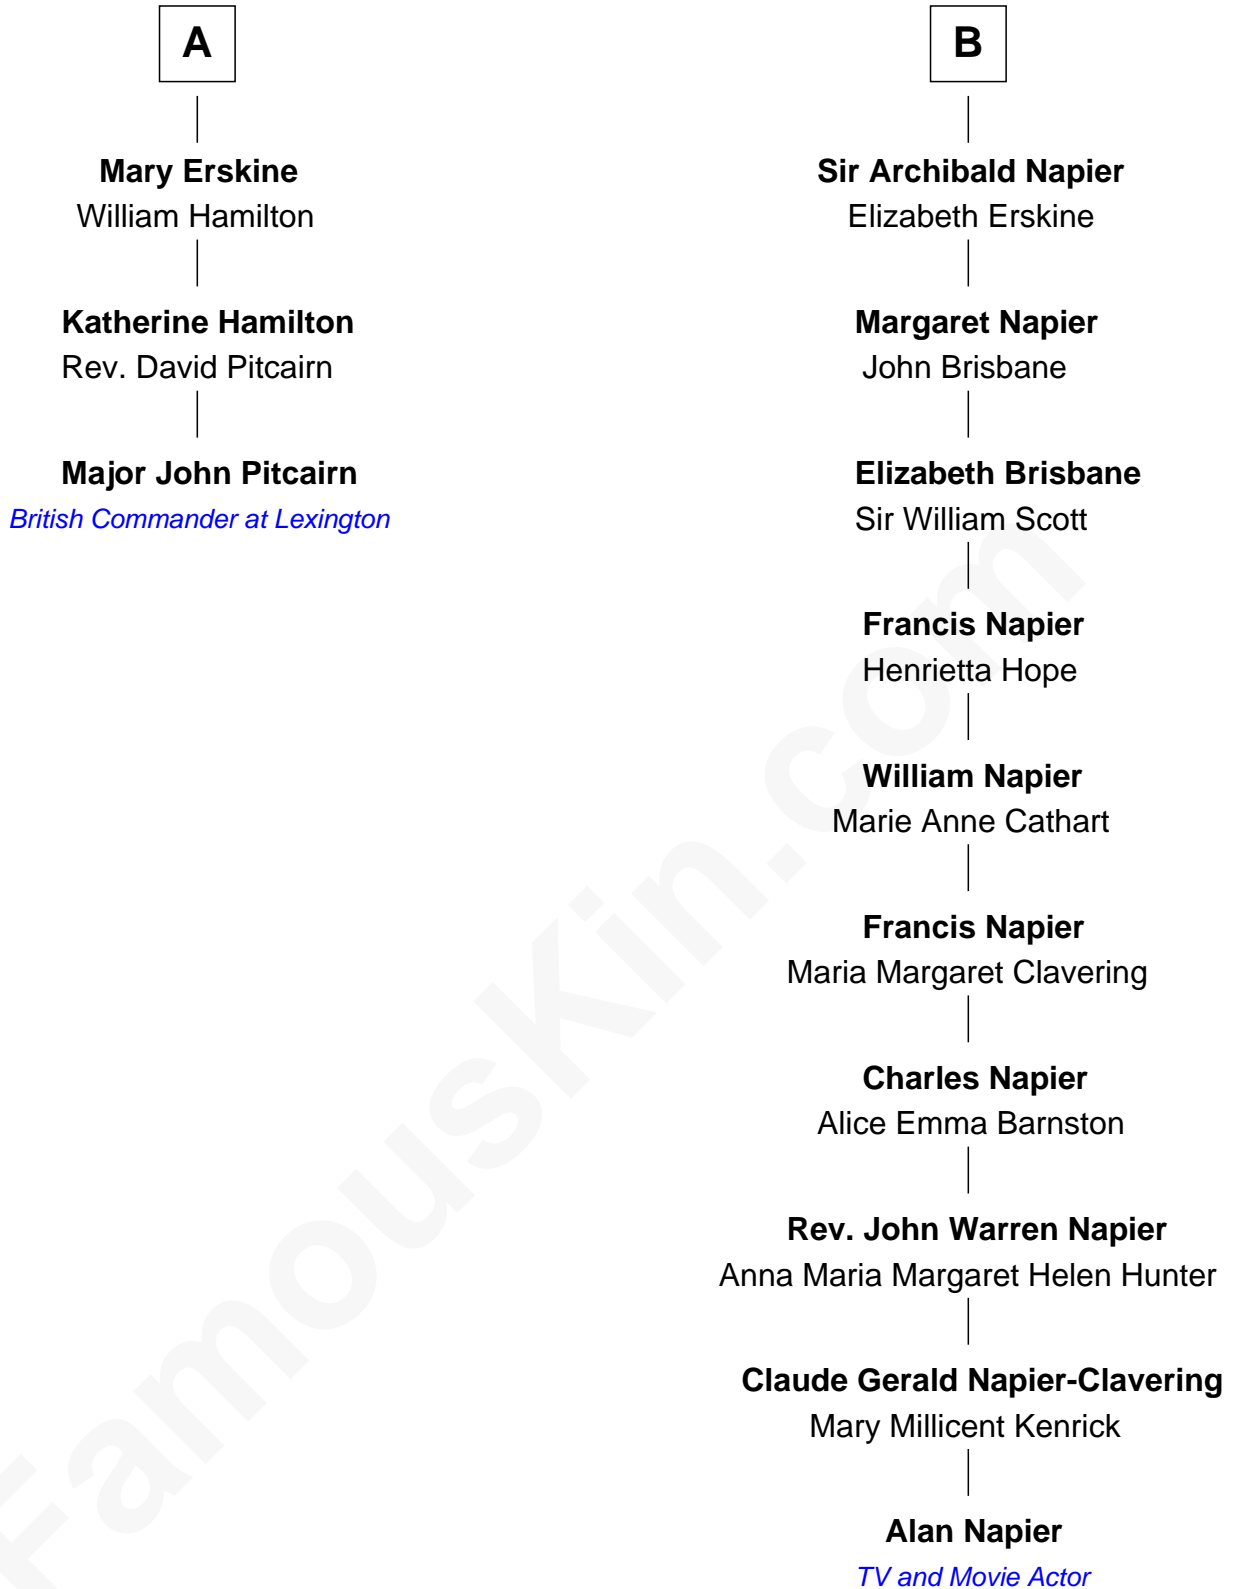 A
Mary Erskine
William Hamilton
Katherine Hamilton
Rev. David Pitcairn
Major John Pitcairn
British Commander at Lexington
B
Sir Archibald Napier
Elizabeth Erskine
Margaret Napier
John Brisbane
Elizabeth Brisbane
Sir William Scott
Francis Napier
Henrietta Hope
William Napier
Marie Anne Cathart
Francis Napier
Maria Margaret Clavering
Charles Napier
Alice Emma Barnston
Rev. John Warren Napier
Anna Maria Margaret Helen Hunter
Claude Gerald Napier-Clavering
Mary Millicent Kenrick
Alan Napier
TV and Movie Actor
FamousKin.com